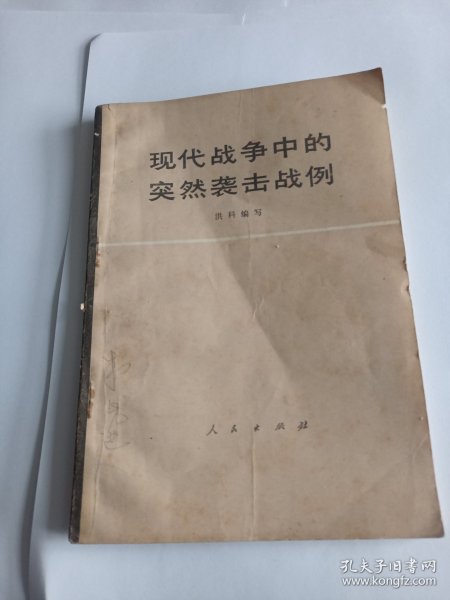 现代战争中的
突然袭击战例
洪科编写
人民出版社
孔夫子旧书网
www.kongfz.com